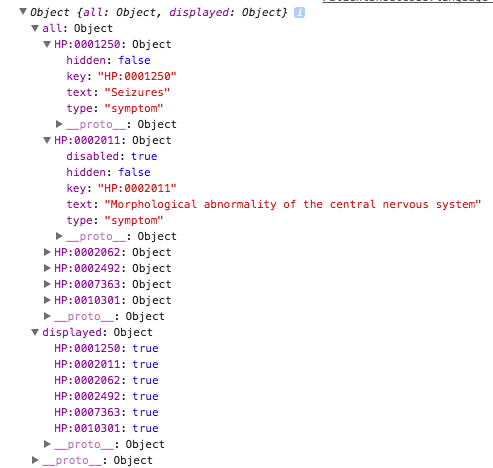 Object {all: Object, displayed: Object} i
all: Object
HP:0001250: Object
hidden: false
key: "HP:0001250"
text: "Seizures"
type: "symptom"
__proto__: Object
HP:0002011: Object
disabled: true
hidden: false
key: "HP:0002011"
text: "Morphological abnormality of the central nervous system"
type: "symptom"
__proto__: Object
HP:0002062: Object
HP:0002492: Object
HP:0007363: Object
HP:0010301: Object
__proto__: Object
displayed: Object
HP:0001250: true
HP:0002011: true
HP:0002062: true
HP:0002492: true
HP:0007363: true
HP:0010301: true
__proto__: Object
__proto__: Object